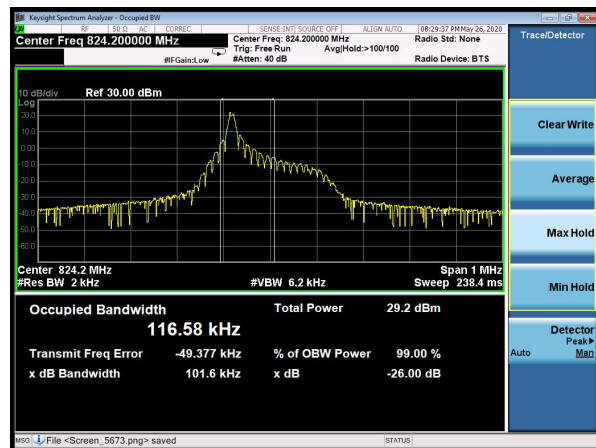 Keysight Spectrum Analyzer - Occupied BW
RF 50 Ω AC CORREC SENSE:INT SOURCE OFF ALIGN AUTO 08:29:37 PM May 26, 2020
Center Freq 824.200000 MHz Center Freq: 824.200000 MHz Radio Std: None
Trig: Free Run Avg|Hold:>100/100
#IFGain:Low #Atten: 40 dB Radio Device: BTS
Trace/Detector
10 dB/div Ref 30.00 dBm
Log
20.0
10.0
0.00
-10.0
-20.0
-30.0
-40.0
-50.0
-60.0
Center 824.2 MHz Span 1 MHz
#Res BW 2 kHz #VBW 6.2 kHz Sweep 238.4 ms
Occupied Bandwidth Total Power 29.2 dBm
116.58 kHz
Transmit Freq Error -49.377 kHz % of OBW Power 99.00 %
x dB Bandwidth 101.6 kHz x dB -26.00 dB
Clear Write
Average
Max Hold
Min Hold
Detector
Peak▶
Auto Man
MSG File <Screen_5673.png> saved STATUS